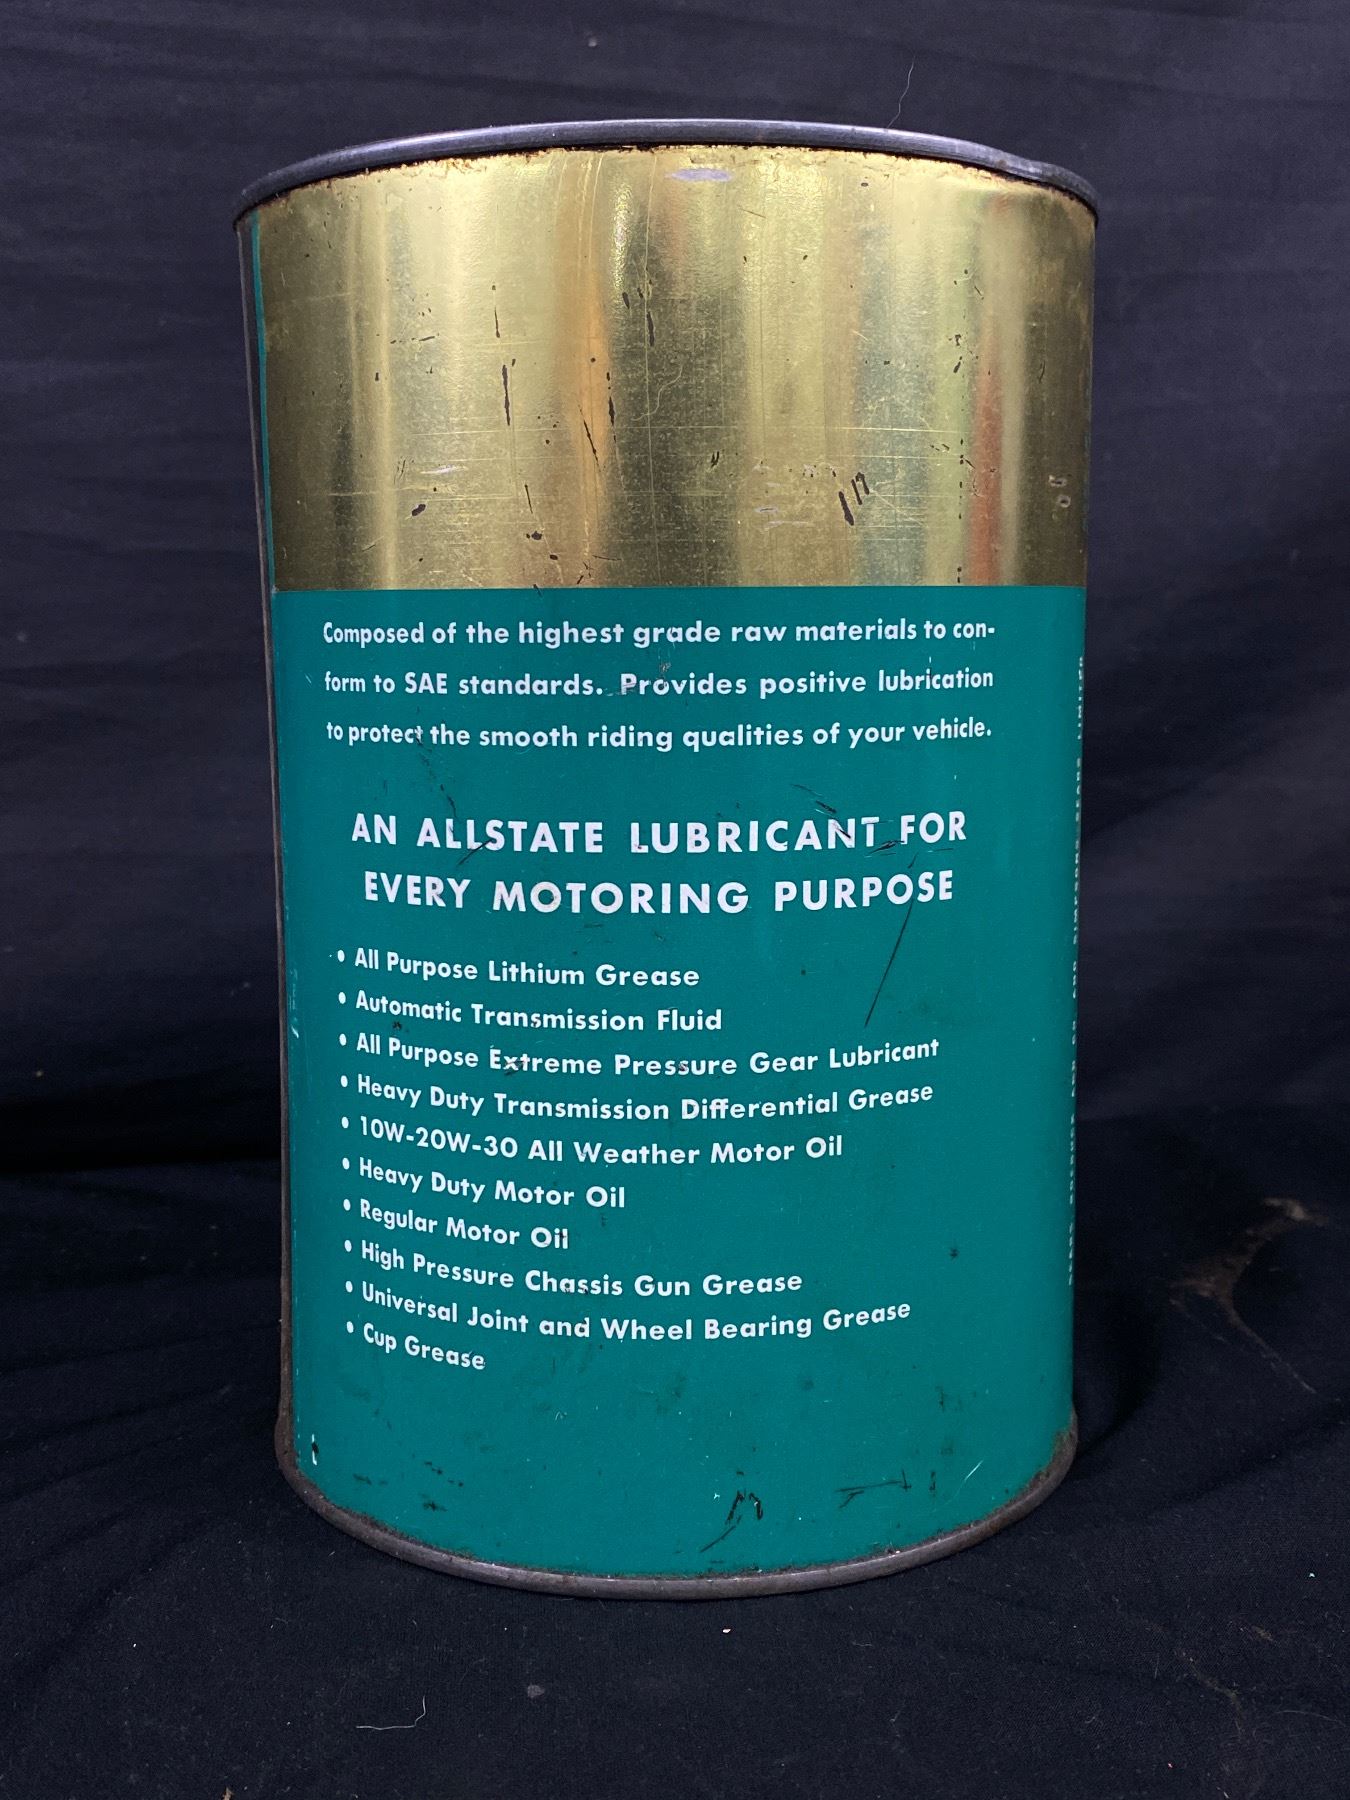 Composed of the highest grade raw materials to con-
form to SAE standards. Provides positive lubrication
to protect the smooth riding qualities of your vehicle.
AN ALLSTATE LUBRICANT FOR
EVERY MOTORING PURPOSE
• All Purpose Lithium Grease
• Automatic Transmission Fluid
• All Purpose Extreme Pressure Gear Lubricant
• Heavy Duty Transmission Differential Grease
• 10W-20W-30 All Weather Motor Oil
• Heavy Duty Motor Oil
• Regular Motor Oil
• High Pressure Chassis Gun Grease
• Universal Joint and Wheel Bearing Grease
• Cup Grease